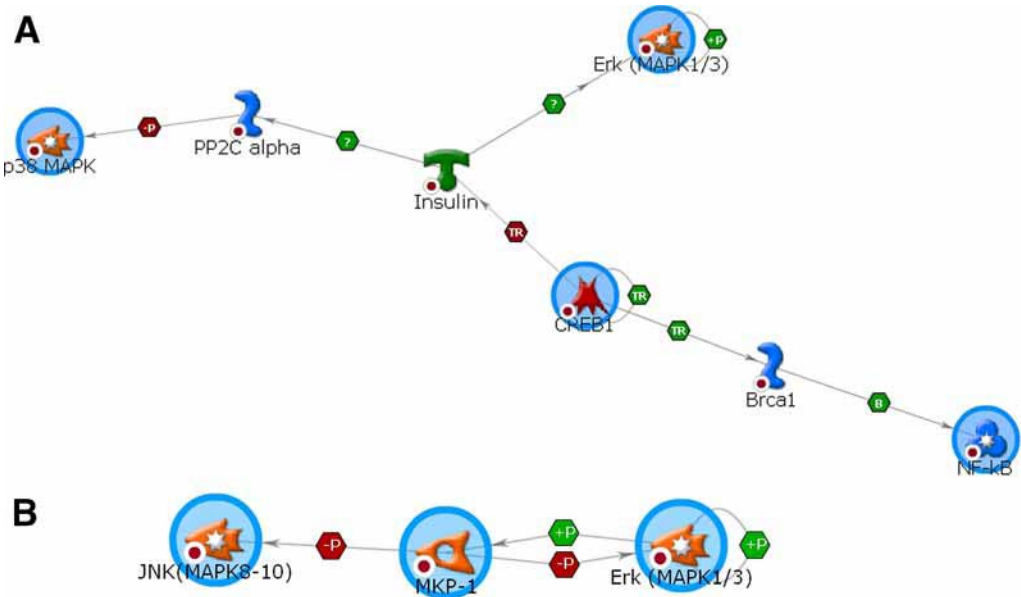 A
+P
Erk (MAPK1/3)
?
-P
PP2C alpha
?
p38 MAPK
Insulin
TR
TR
CREB1
TR
Brca1
B
NF-kB
B
-P
+P
+P
-P
JNK(MAPK8-10)
MKP-1
Erk (MAPK1/3)